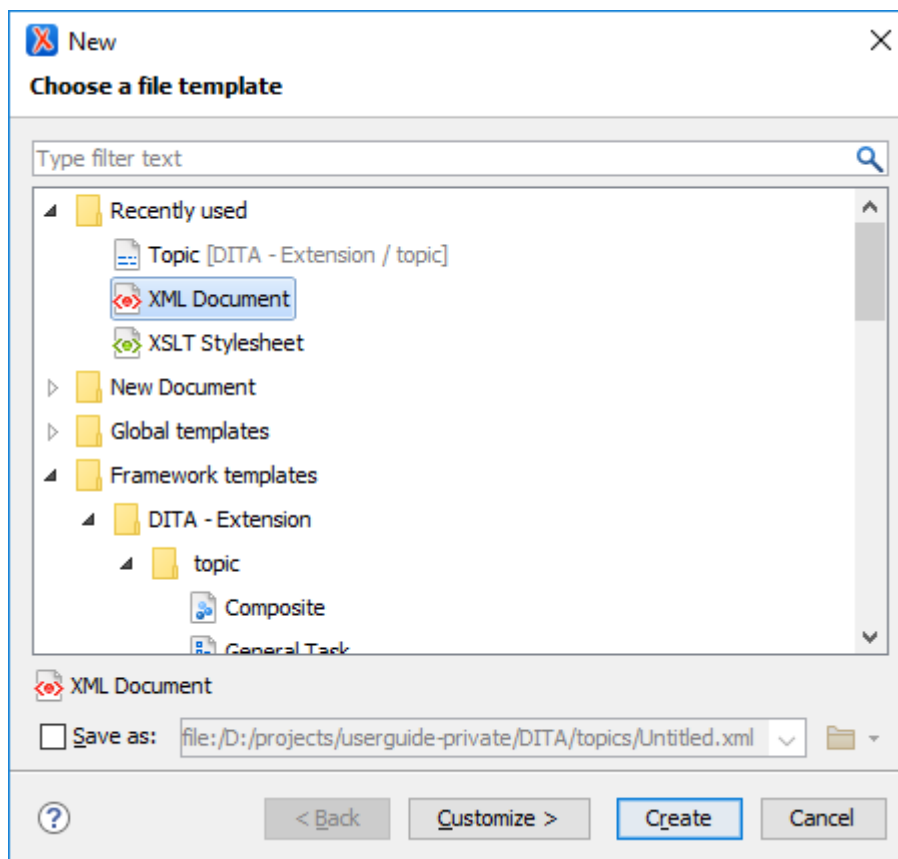 New
Choose a file template
Type filter text
Recently used
Topic [DITA - Extension / topic]
XML Document
XSLT Stylesheet
New Document
Global templates
Framework templates
DITA - Extension
topic
Composite
General Task
XML Document
Save as: file:/D:/projects/userguide-private/DITA/topics/Untitled.xml
? < Back Customize > Create Cancel